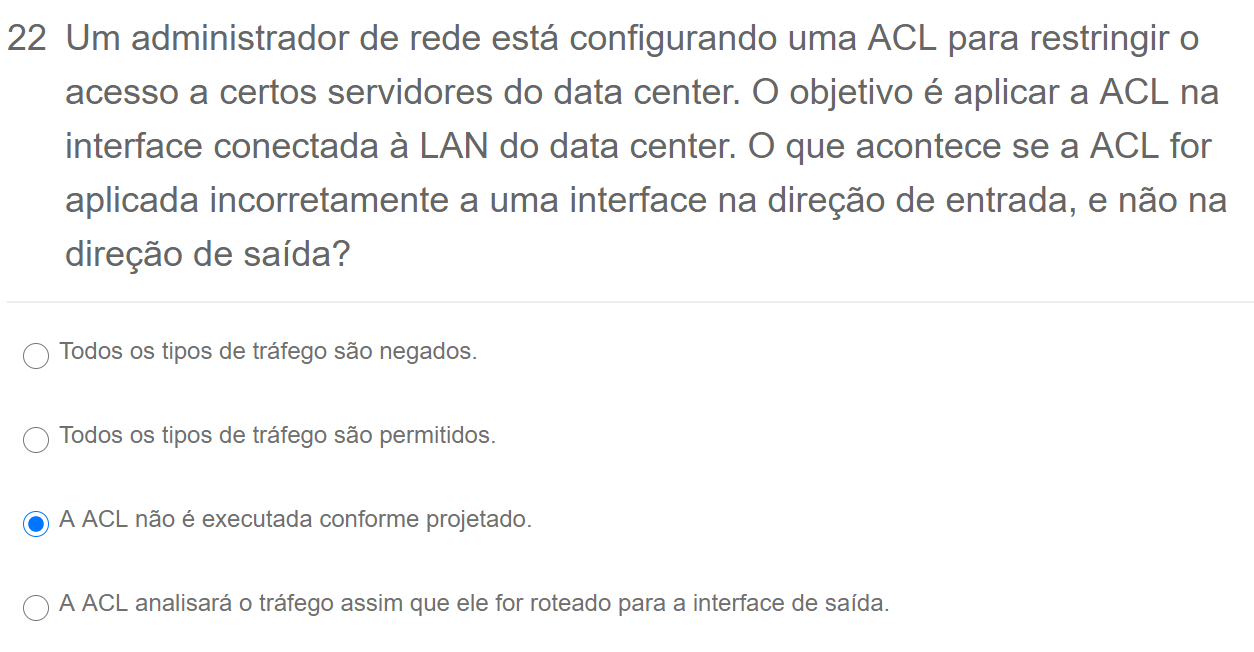 22 Um administrador de rede está configurando uma ACL para restringir o
acesso a certos servidores do data center. O objetivo é aplicar a ACL na
interface conectada à LAN do data center. O que acontece se a ACL for
aplicada incorretamente a uma interface na direção de entrada, e não na
direção de saída?
Todos os tipos de tráfego são negados.
Todos os tipos de tráfego são permitidos.
A ACL não é executada conforme projetado.
A ACL analisará o tráfego assim que ele for roteado para a interface de saída.